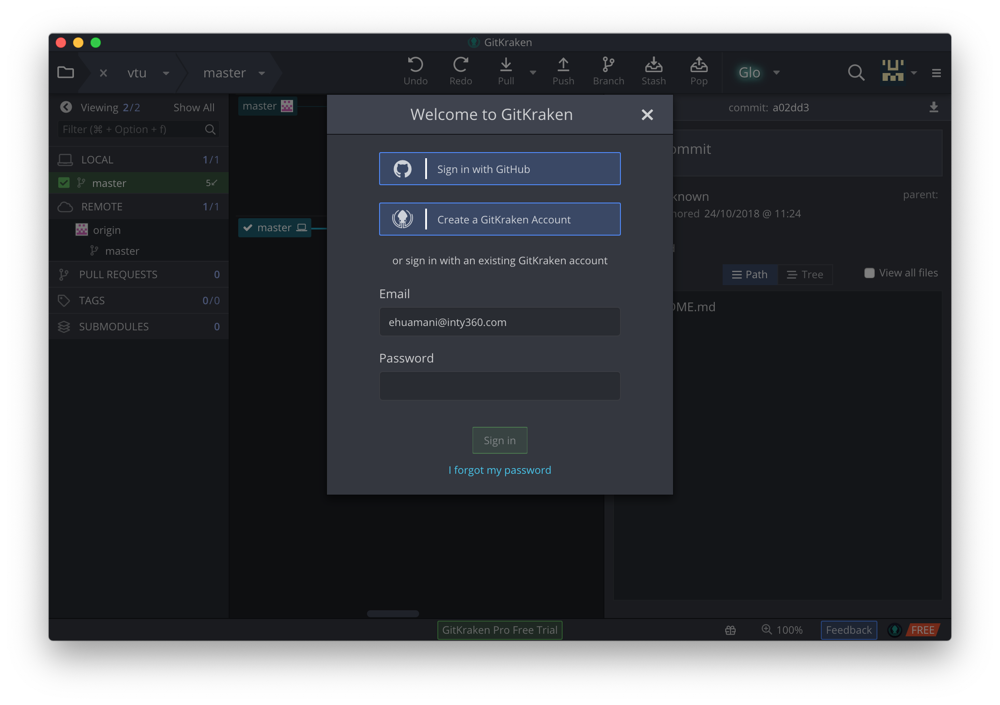 GitKraken
vtu
master
Undo
Redo
Pull
Push
Branch
Stash
Pop
Glo
Viewing 2/2
Show All
Filter (⌘ + Option + f)
LOCAL 1/1
master 5↙
REMOTE 1/1
origin
master
PULL REQUESTS 0
TAGS 0/0
SUBMODULES 0
master
master
Welcome to GitKraken
Sign in with GitHub
Create a GitKraken Account
or sign in with an existing GitKraken account
Email
ehuamani@inty360.com
Password
Sign in
I forgot my password
commit: a02dd3
ommit
known
parent:
ored 24/10/2018 @ 11:24
Path
Tree
View all files
ME.md
GitKraken Pro Free Trial
100%
Feedback
FREE